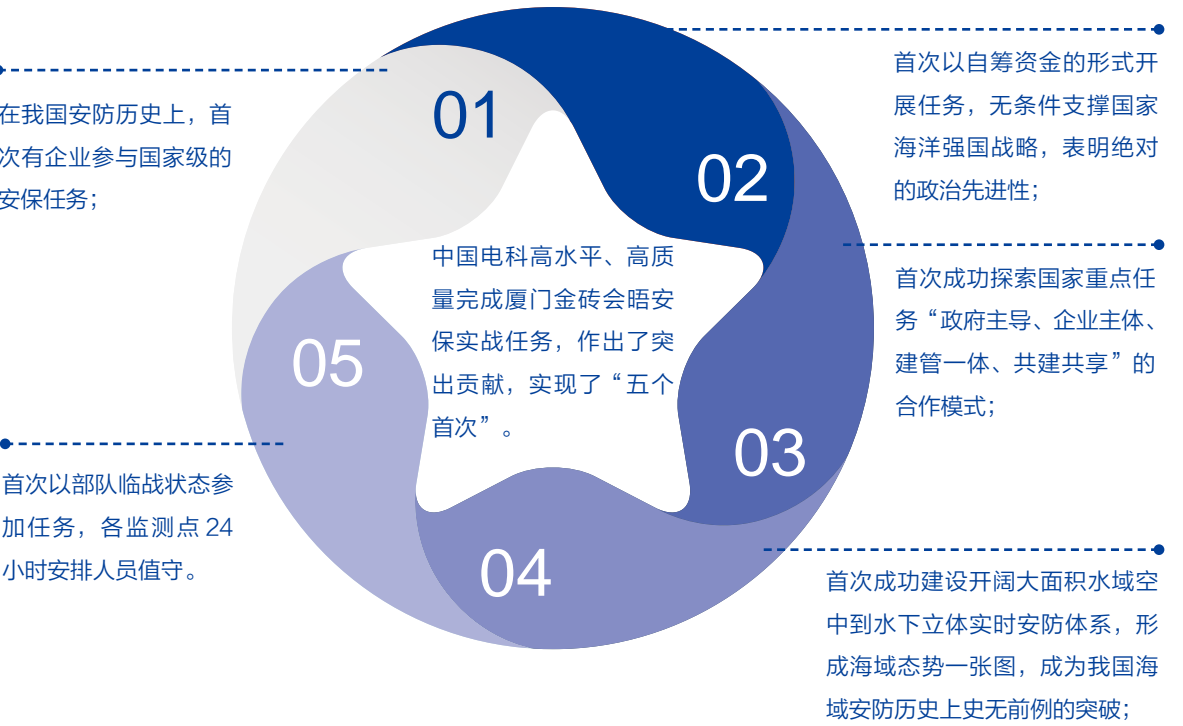 01
在我国安防历史上，首
次有企业参与国家级的
安保任务；
02
首次以自筹资金的形式开
展任务，无条件支撑国家
海洋强国战略，表明绝对
的政治先进性；
03
首次成功探索国家重点任
务“政府主导、企业主体、
建管一体、共建共享”的
合作模式；
04
首次成功建设开阔大面积水域空
中到水下立体实时安防体系，形
成海域态势一张图，成为我国海
域安防历史上史无前例的突破；
05
首次以部队临战状态参
加任务，各监测点 24
小时安排人员值守。
中国电科高水平、高质
量完成厦门金砖会晤安
保实战任务，作出了突
出贡献，实现了“五个
首次”。